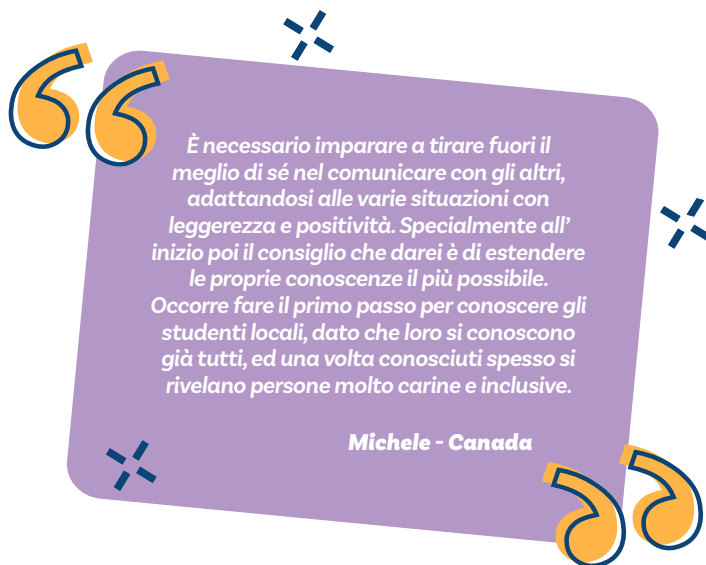 È necessario imparare a tirare fuori il
meglio di sé nel comunicare con gli altri,
adattandosi alle varie situazioni con
leggerezza e positività. Specialmente all’
inizio poi il consiglio che darei è di estendere
le proprie conoscenze il più possibile.
Occorre fare il primo passo per conoscere gli
studenti locali, dato che loro si conoscono
già tutti, ed una volta conosciuti spesso si
rivelano persone molto carine e inclusive.
Michele - Canada